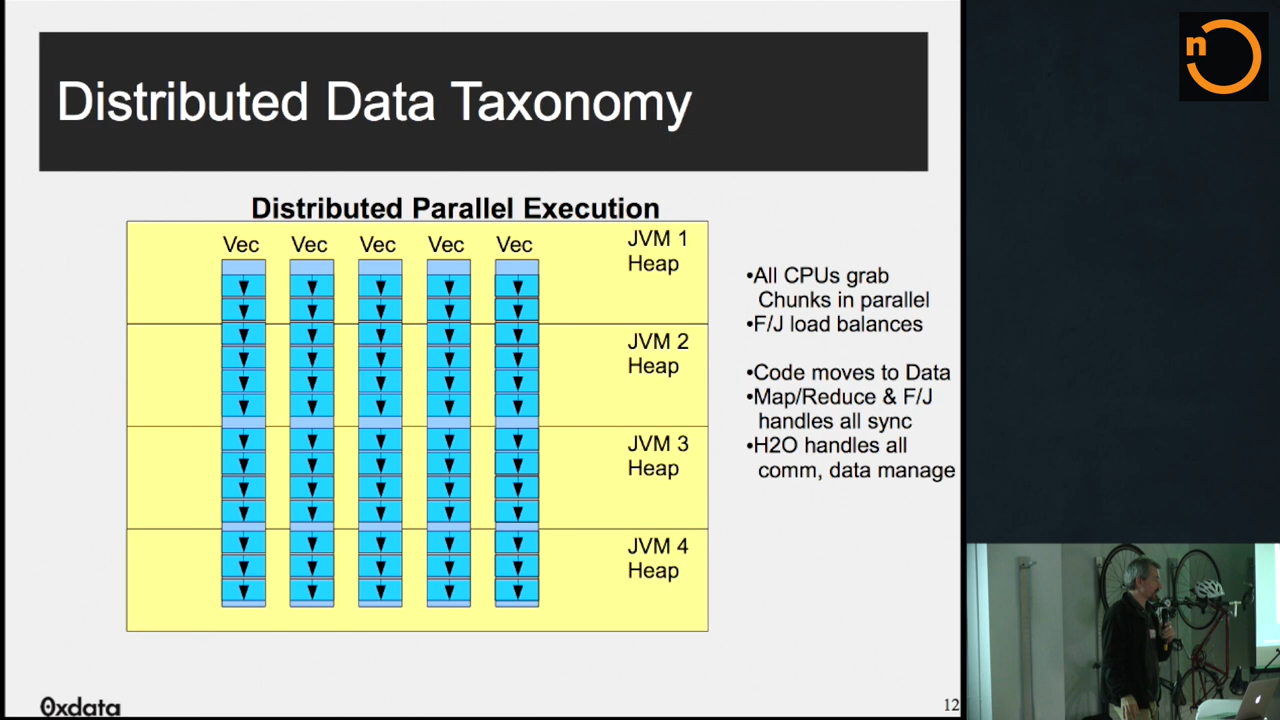 Distributed Data Taxonomy
n
Distributed Parallel Execution
Vec Vec Vec Vec Vec
JVM 1
Heap
JVM 2
Heap
JVM 3
Heap
JVM 4
Heap
•All CPUs grab
Chunks in parallel
•F/J load balances
•Code moves to Data
•Map/Reduce & F/J
handles all sync
•H2O handles all
comm, data manage
0xdata
12